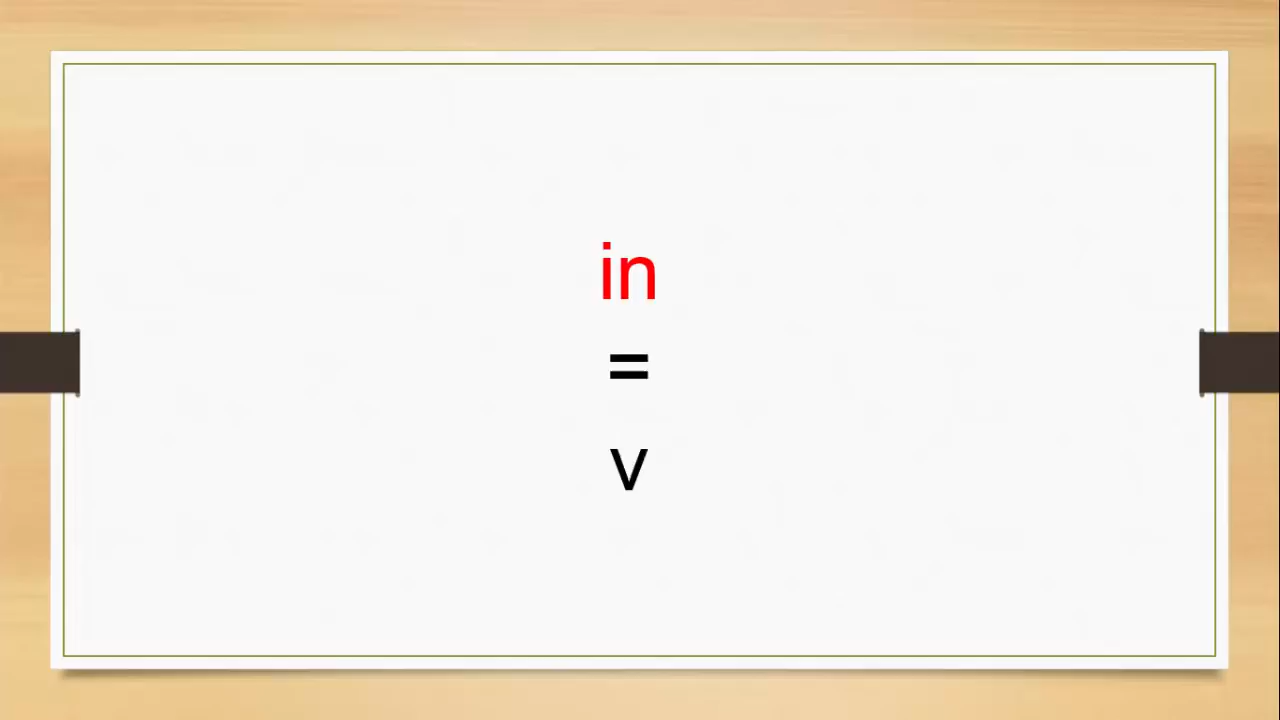 in
=
v